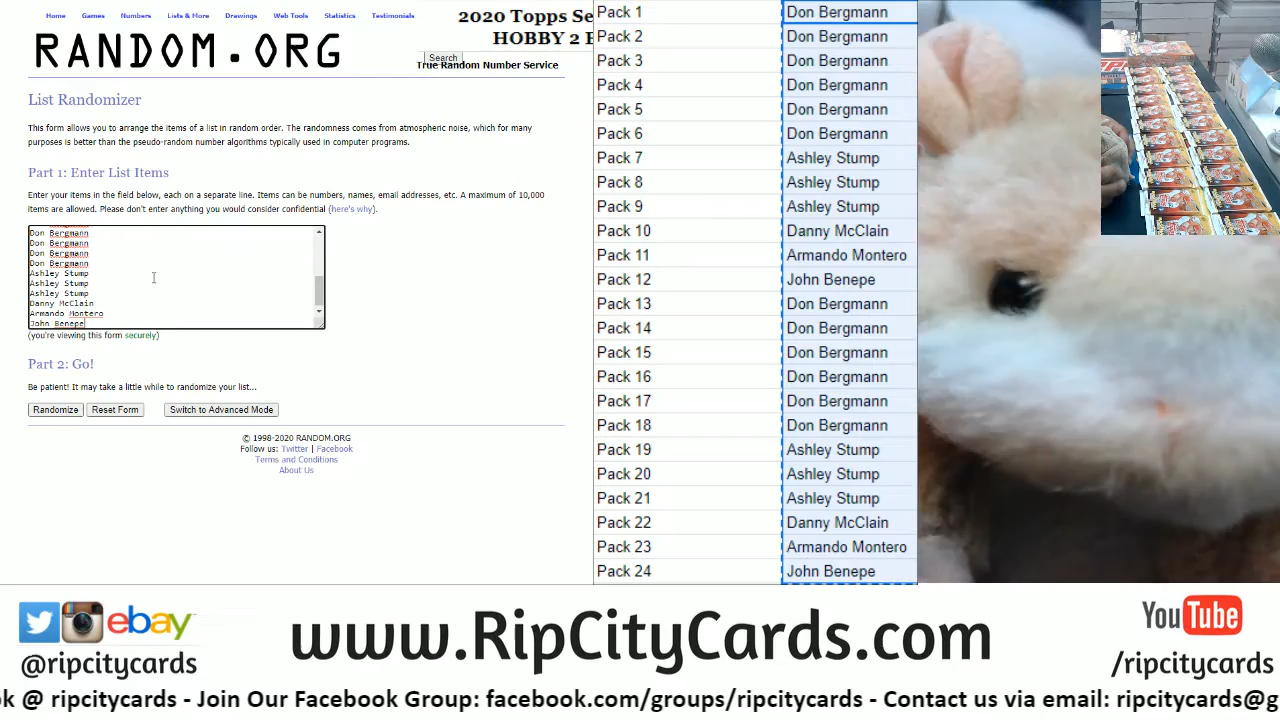 Home Games Numbers Lists & More Drawings Web Tools Statistics Testimonials
RANDOM.ORG
Search
True Random Number Service
2020 Topps Se
HOBBY 2
List Randomizer
This form allows you to arrange the items of a list in random order. The randomness comes from atmospheric noise, which for many
purposes is better than the pseudo-random number algorithms typically used in computer programs.
Part 1: Enter List Items
Enter your items in the field below, each on a separate line. Items can be numbers, names, email addresses, etc. A maximum of 10,000
items are allowed. Please don't enter anything you would consider confidential (here's why).
Don Bergmann
Don Bergmann
Don Bergmann
Don Bergmann
Ashley Stump
Ashley Stump
Ashley Stump
Danny McClain
Armando Montero
John Benepe
(you're viewing this form securely)
Part 2: Go!
Be patient! It may take a little while to randomize your list...
Randomize Reset Form Switch to Advanced Mode
© 1998-2020 RANDOM.ORG
Follow us: Twitter | Facebook
Terms and Conditions
About Us
Pack 1 Don Bergmann
Pack 2 Don Bergmann
Pack 3 Don Bergmann
Pack 4 Don Bergmann
Pack 5 Don Bergmann
Pack 6 Don Bergmann
Pack 7 Ashley Stump
Pack 8 Ashley Stump
Pack 9 Ashley Stump
Pack 10 Danny McClain
Pack 11 Armando Montero
Pack 12 John Benepe
Pack 13 Don Bergmann
Pack 14 Don Bergmann
Pack 15 Don Bergmann
Pack 16 Don Bergmann
Pack 17 Don Bergmann
Pack 18 Don Bergmann
Pack 19 Ashley Stump
Pack 20 Ashley Stump
Pack 21 Ashley Stump
Pack 22 Danny McClain
Pack 23 Armando Montero
Pack 24 John Benepe
ebay
@ripcitycards
www.RipCityCards.com
YouTube
/ripcitycards
ok @ ripcitycards - Join Our Facebook Group: facebook.com/groups/ripcitycards - Contact us via email: ripcitycards@g